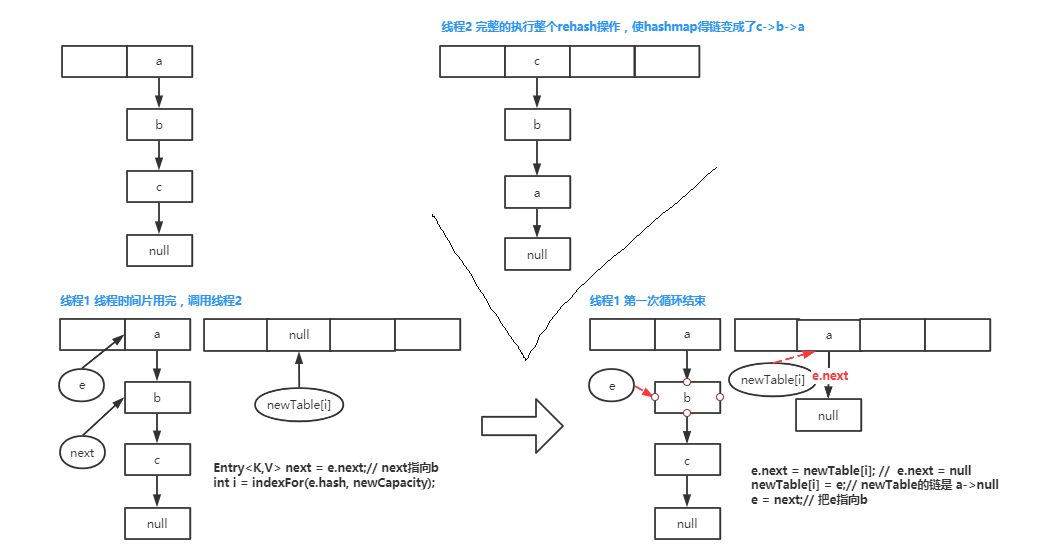 线程2 完整的执行整个rehash操作，使hashmap得链变成了c->b->a
a
b
c
null
c
b
a
null
线程1 线程时间片用完，调用线程2
a
null
e
b
newTable[i]
next
c
null
Entry<K,V> next = e.next;// next指向b
int i = indexFor(e.hash, newCapacity);
线程1 第一次循环结束
a
a
e
newTable[i]
e.next
b
null
c
null
e.next = newTable[i]; //  e.next = null
newTable[i] = e;// newTable的链是 a->null
e = next;// 把e指向b